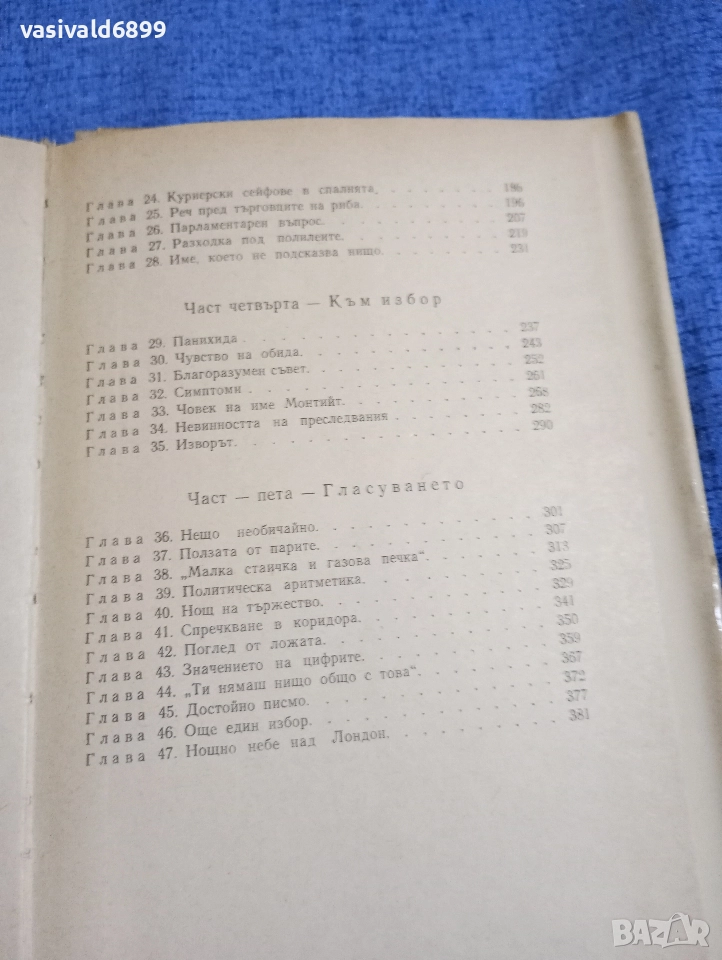 vasivald6899
Глава 24. Куриерски сейфове в спалнята. 186
Глава 25. Реч пред търговците на риба. 196
Глава 26. Парламентарен въпрос. 207
Глава 27. Разходка под полилеите. 219
Глава 28. Име, което не подсказва нищо. 231
Част четвърта — Към избор
Глава 29. Панихида 237
Глава 30. Чувство на обида. 243
Глава 31. Благоразумен съвет. 252
Глава 32. Симптоми 261
Глава 33. Човек на име Монтийт. 268
Глава 34. Невинността на преследвания 282
Глава 35. Изворът. 290
Част — пета — Гласуването
Глава 36. Нещо необичайно. 301
Глава 37. Ползата от парите. 307
Глава 38. „Малка стаичка и газова печка“. 313
Глава 39. Политическа аритметика. 325
Глава 40. Нощ на тържество. 329
Глава 41. Спречкване в коридора. 341
Глава 42. Поглед от ложата. 350
Глава 43. Значението на цифрите. 359
Глава 44. „Ти нямаш нищо общо с това“. 367
Глава 45. Достойно писмо. 372
Глава 46. Още един избор. 377
Глава 47. Нощно небе над Лондон. 381
BAZAR